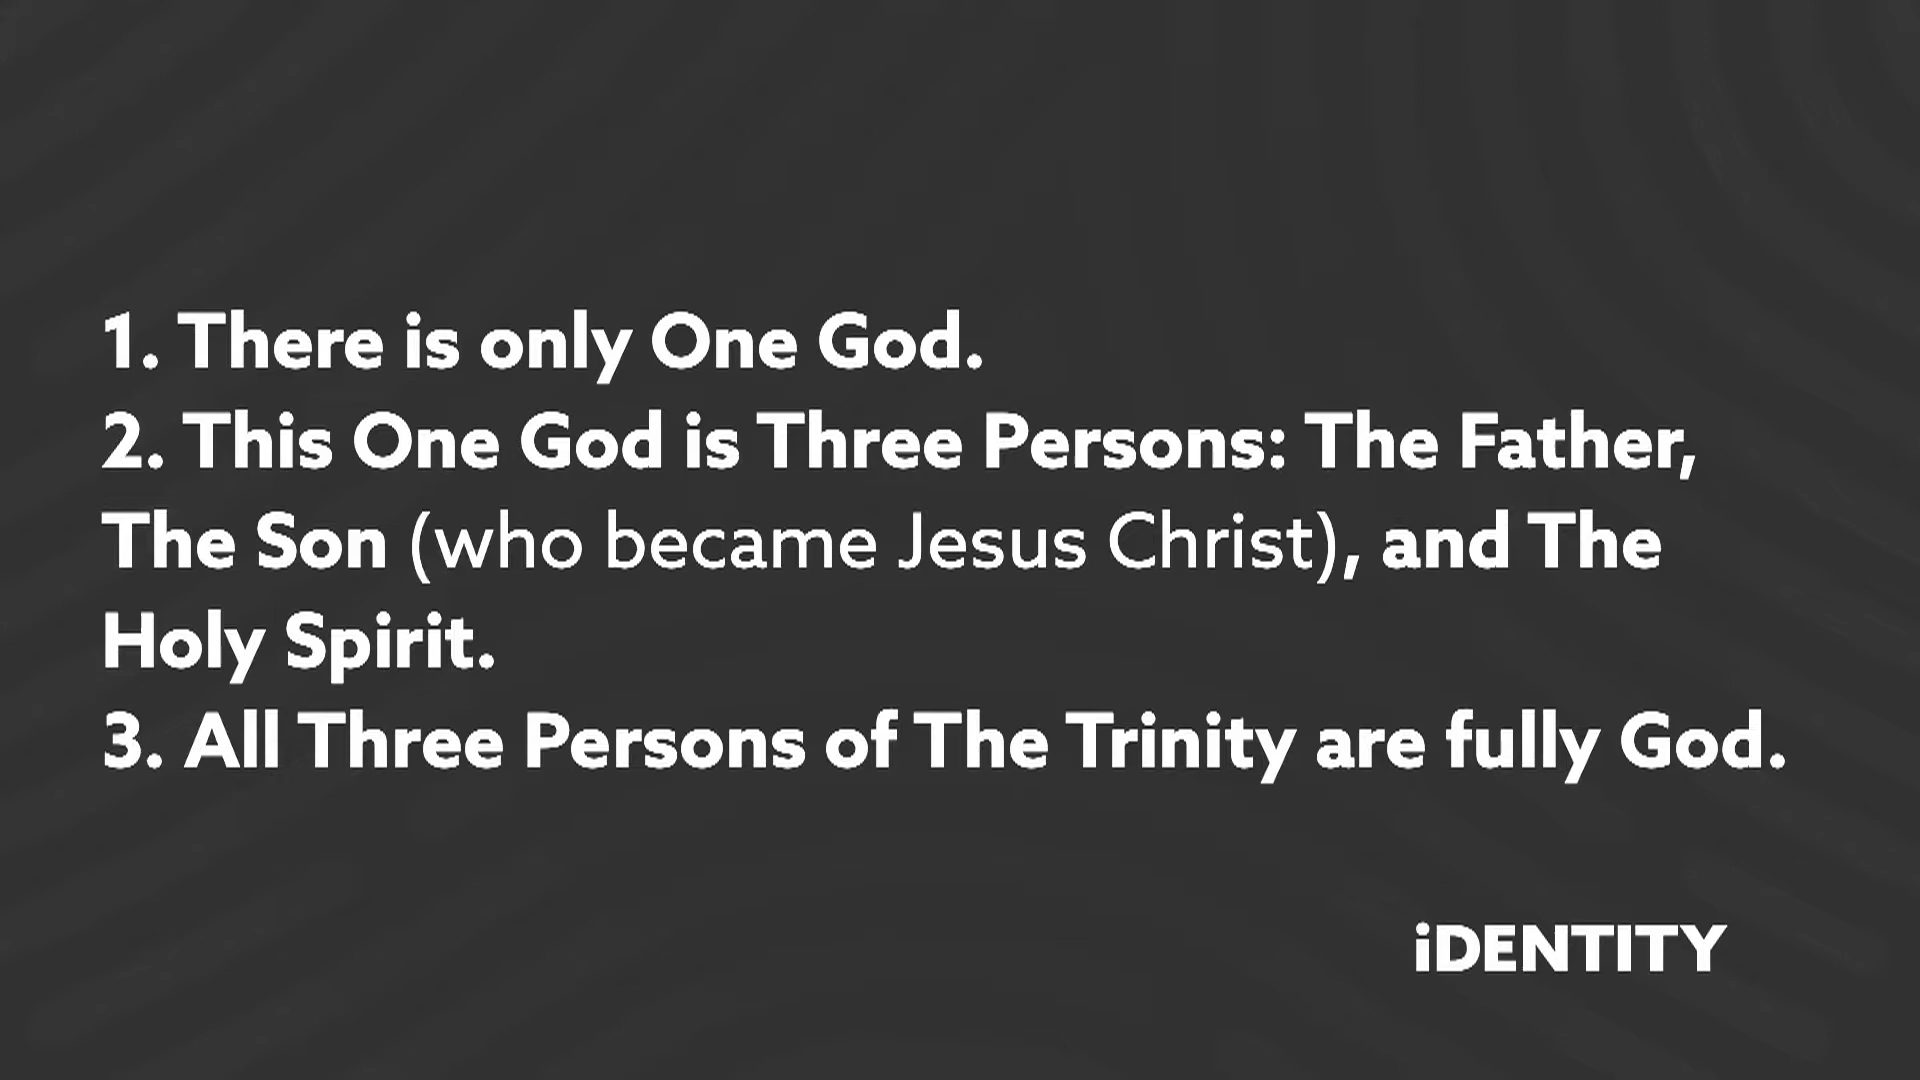 1. There is only One God.
2. This One God is Three Persons: The Father,
The Son (who became Jesus Christ), and The
Holy Spirit.
3. All Three Persons of The Trinity are fully God.
iDENTITY